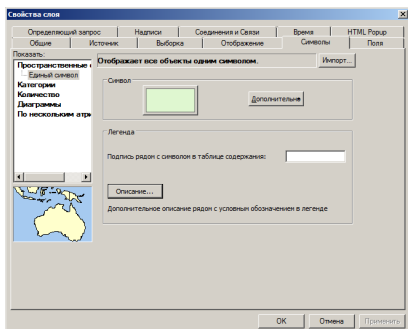 Свойства слоя
Определяющий запрос Надписи Соединения и Связи Время HTML Popup
Общие Источник Выборка Отображение Символы Поля
Показать:
Пространственные
Единый символ
Категории
Количество
Диаграммы
По нескольким атри
Отображает все объекты одним символом.
Импорт...
Символ
Дополнительно
Легенда
Подпись рядом с символом в таблице содержания:
Описание...
Дополнительное описание рядом с условным обозначением в легенде
OK Отмена Применить